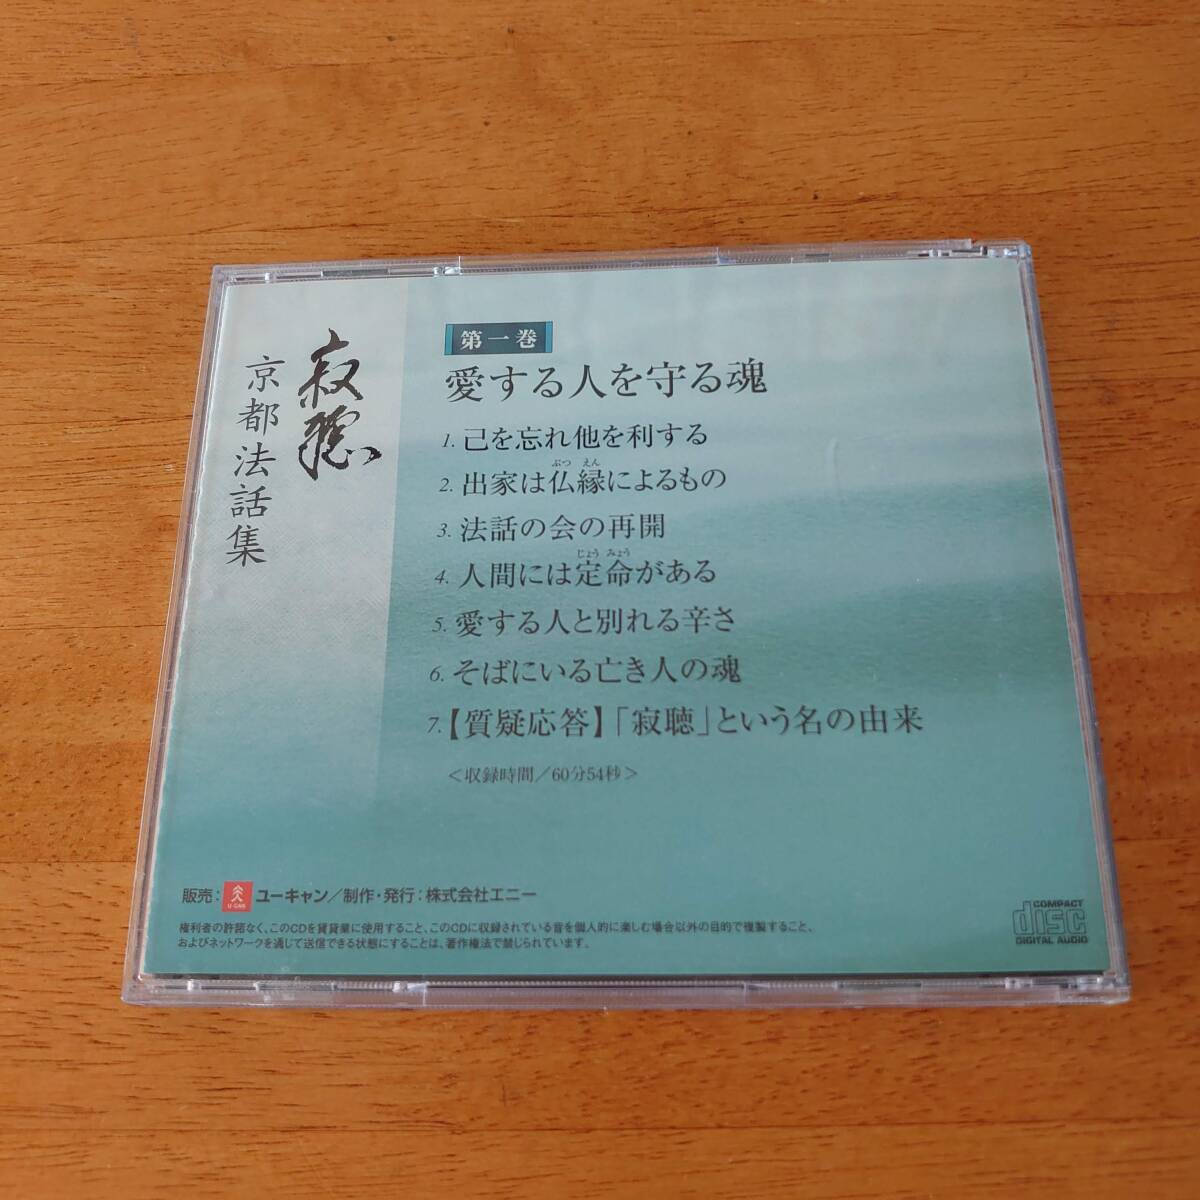 寂聴
京都法話集
第一巻
愛する人を守る魂
1. 己を忘れ他を利する
2. 出家は仏縁によるもの
ぶつ えん
3. 法話の会の再開
4. 人間には定命がある
じょう みょう
5. 愛する人と別れる辛さ
6. そばにいる亡き人の魂
7.【質疑応答】「寂聴」という名の由来
<収録時間/60分54秒>
販売: U-CAN ユーキャン/制作・発行:株式会社エニー
権利者の許諾なく、このCDを賃貸業に使用すること、このCDに収録されている音を個人的に楽しむ場合以外の目的で複製すること、
およびネットワークを通じて送信できる状態にすることは、著作権法で禁じられています。
COMPACT
disc
DIGITAL AUDIO